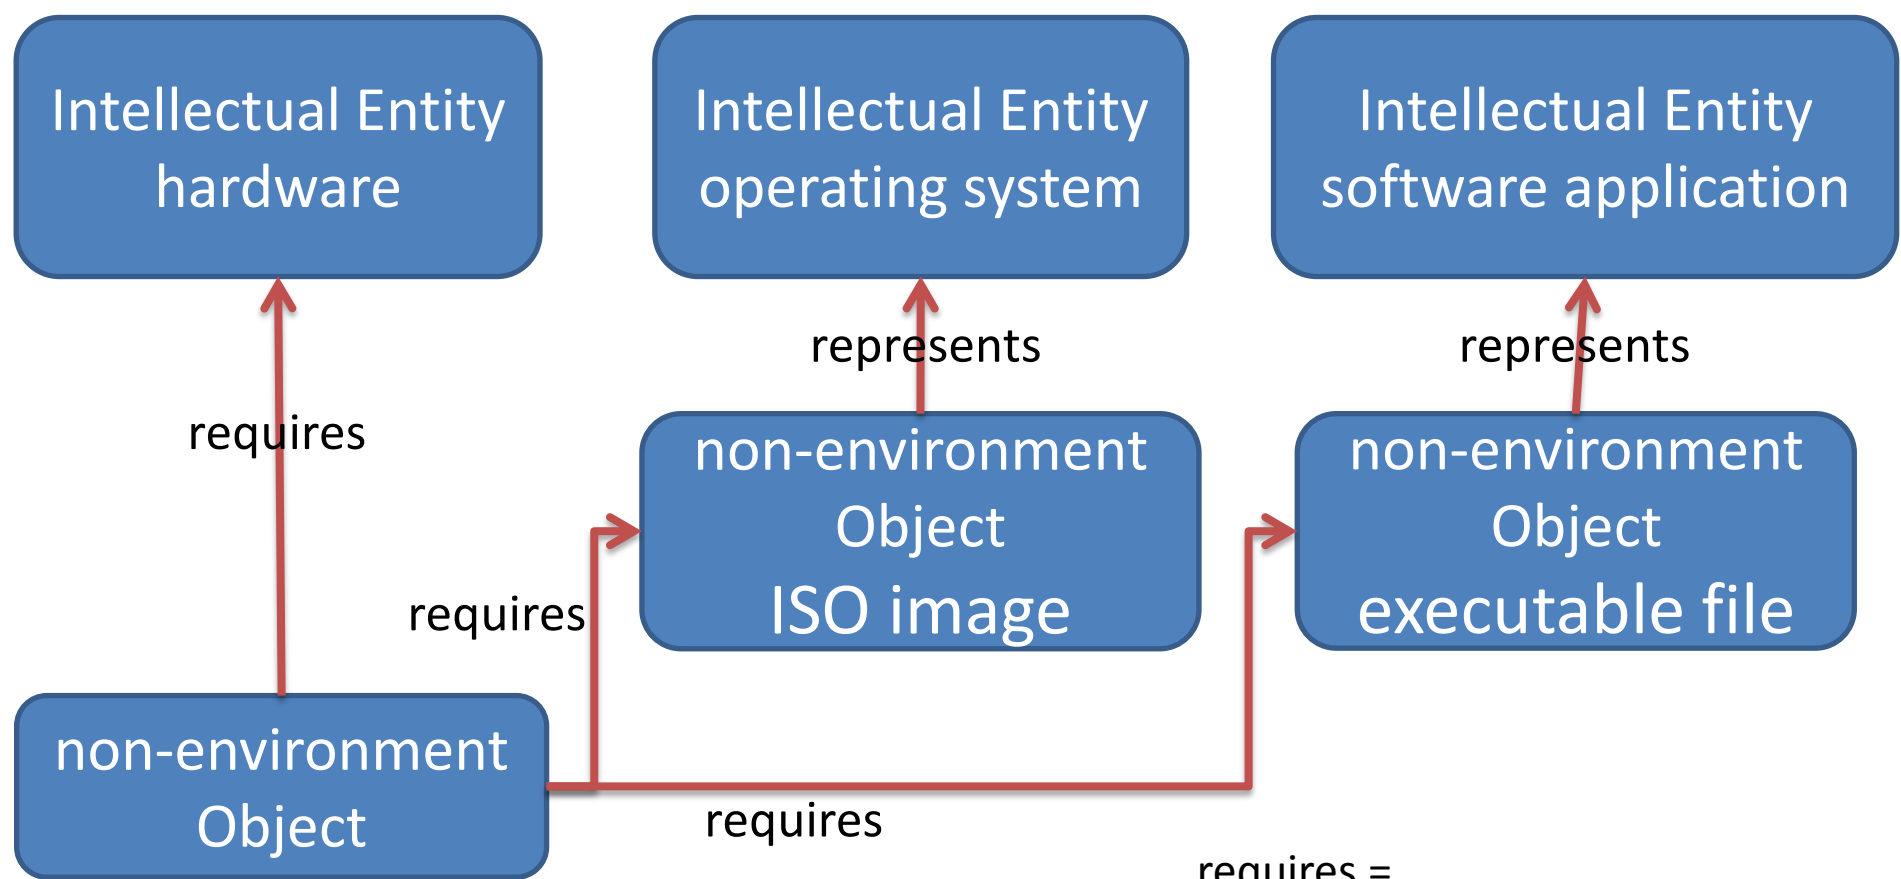 Intellectual Entity
hardware
Intellectual Entity
operating system
Intellectual Entity
software application
represents
represents
requires
non-environment
Object
ISO image
non-environment
Object
executable file
requires
non-environment
Object
requires
requires =